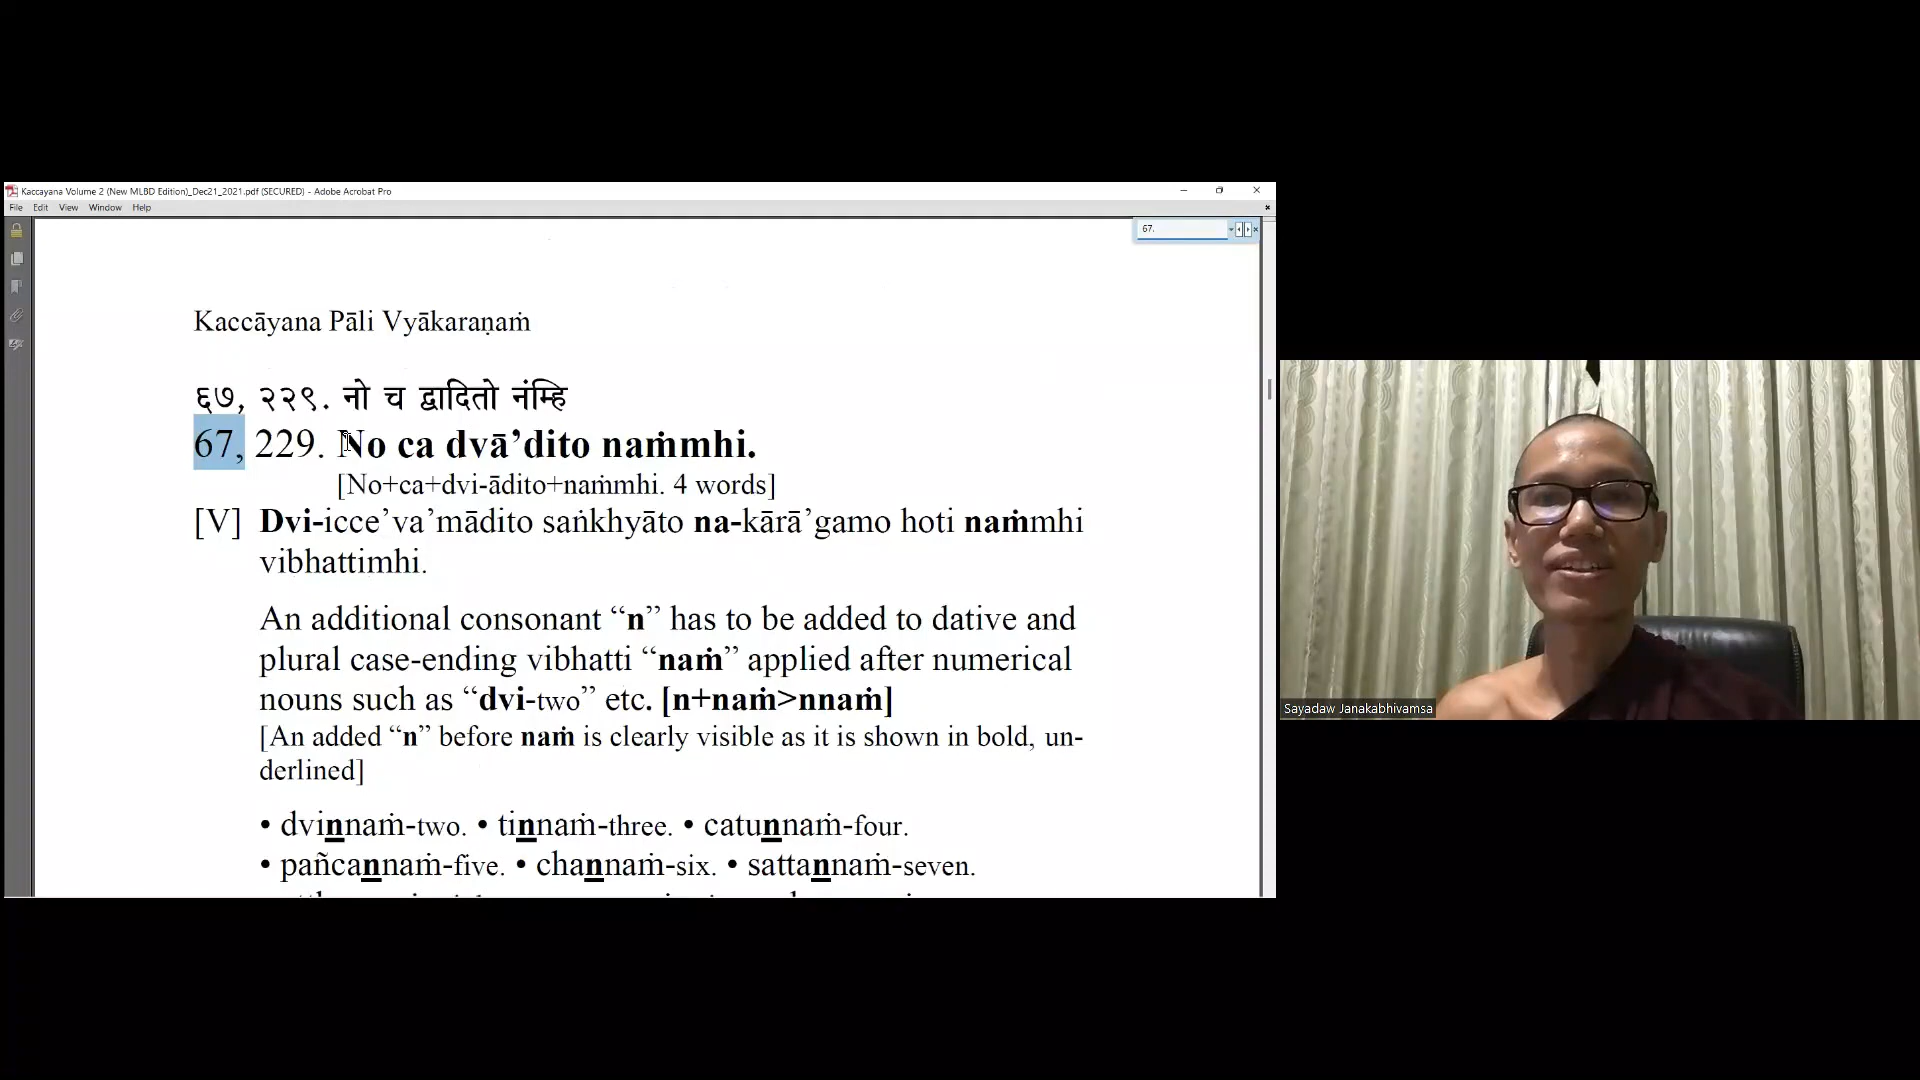 Kaccayana Volume 2 (New MLBD Edition)_Dec21_2021.pdf (SECURED) - Adobe Acrobat Pro
File Edit View Window Help
67.
Kaccāyana Pāli Vyākaraṇaṁ
६७, २२९. नो च द्वादितो नंम्हि
67, 229. No ca dvā’dito naṁmhi.
[No+ca+dvi-ādito+naṁmhi. 4 words]
[V] Dvi-icce’va’mādito saṅkhyāto na-kārā’gamo hoti naṁmhi
vibhattimhi.
An additional consonant “n” has to be added to dative and
plural case-ending vibhatti “naṁ” applied after numerical
nouns such as “dvi-two” etc. [n+naṁ>nnaṁ]
[An added “n” before naṁ is clearly visible as it is shown in bold, un-
derlined]
• dvinnaṁ-two. • tinnaṁ-three. • catunnaṁ-four.
• pañcannaṁ-five. • channaṁ-six. • sattannaṁ-seven.
Sayadaw Janakabhivamsa